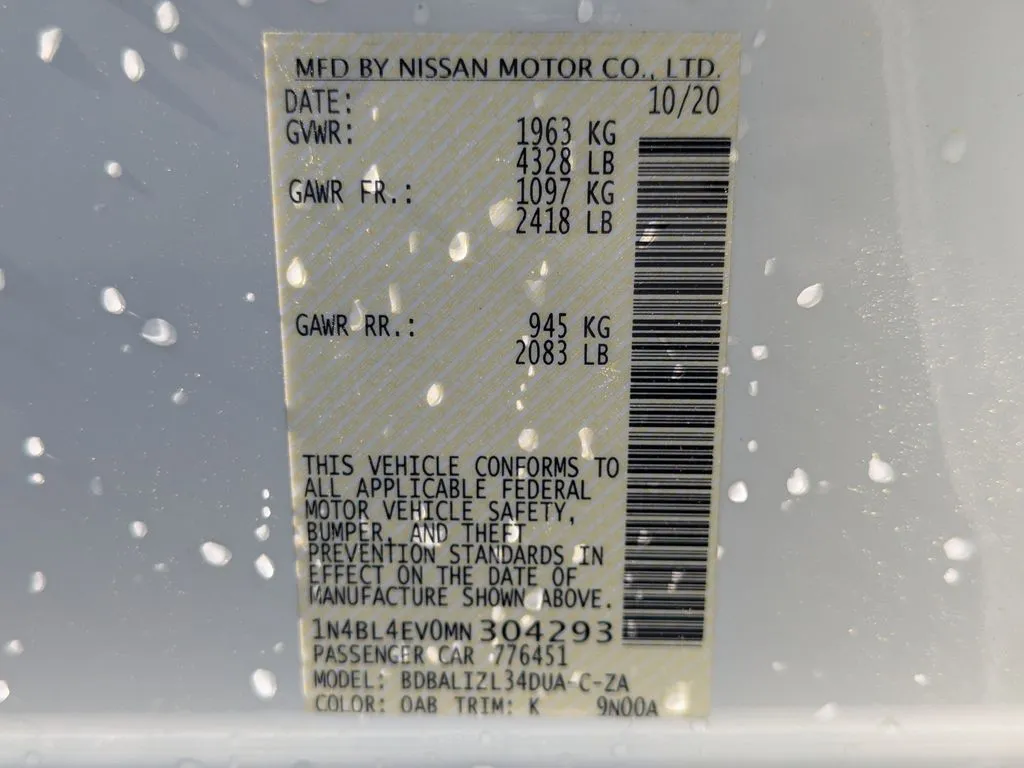 MFD BY NISSAN MOTOR CO., LTD.
DATE: 10/20
GVWR: 1963 KG
4328 LB
GAWR FR.: 1097 KG
2418 LB
GAWR RR.: 945 KG
2083 LB
THIS VEHICLE CONFORMS TO
ALL APPLICABLE FEDERAL
MOTOR VEHICLE SAFETY,
BUMPER, AND THEFT
PREVENTION STANDARDS IN
EFFECT ON THE DATE OF
MANUFACTURE SHOWN ABOVE.
1N4BL4EV0MN304293
PASSENGER CAR 776451
MODEL: BDBALIZL34DUA-C-ZA
COLOR: QAB TRIM: K 9N00A